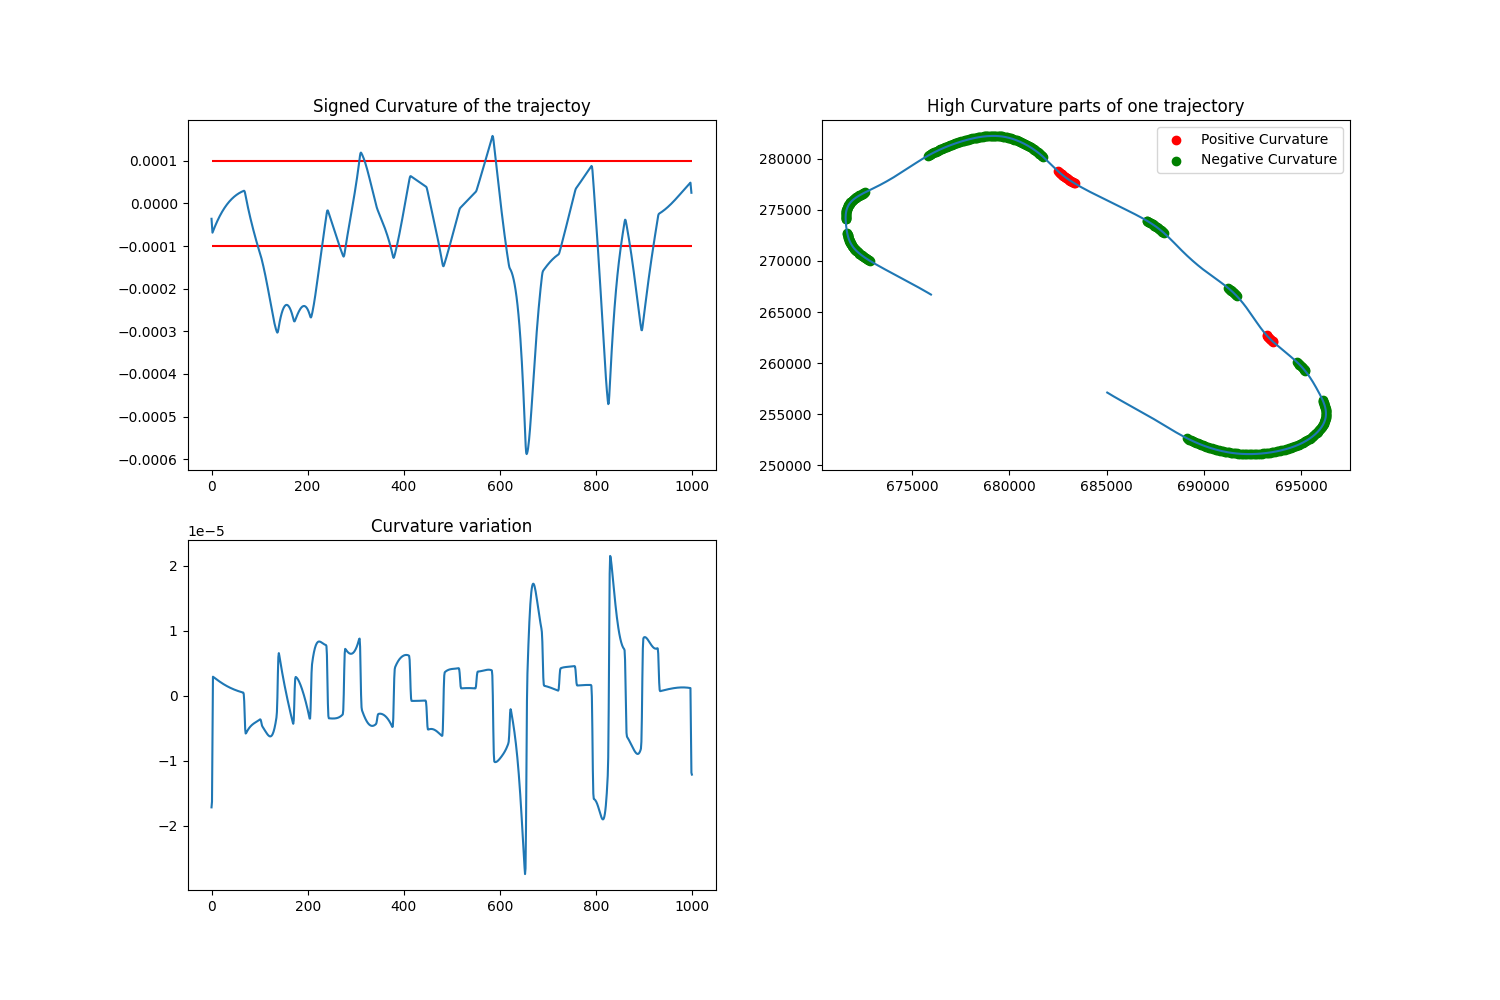 Signed Curvature of the trajectoy
0.0001
0.0000
−0.0001
−0.0002
−0.0003
−0.0004
−0.0005
−0.0006
0 200 400 600 800 1000
High Curvature parts of one trajectory
Positive Curvature
Negative Curvature
280000
275000
270000
265000
260000
255000
250000
675000 680000 685000 690000 695000
Curvature variation
1e−5
2
1
0
−1
−2
0 200 400 600 800 1000